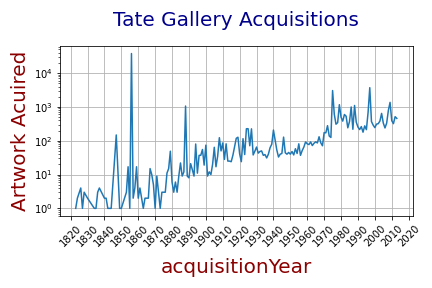 Tate Gallery Acquisitions
Artwork Acuired
10⁴
10³
10²
10¹
10⁰
1820 1830 1840 1850 1860 1870 1880 1890 1900 1910 1920 1930 1940 1950 1960 1970 1980 1990 2000 2010 2020
acquisitionYear